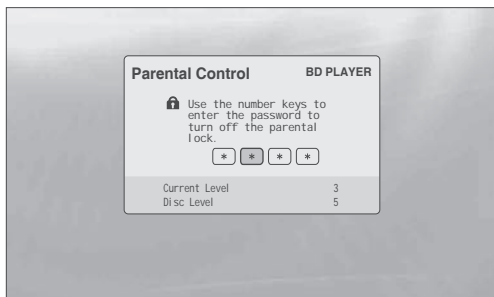 Parental Control BD PLAYER
Use the number keys to
enter the password to
turn off the parental
lock.
* * * *
Current Level 3
Disc Level 5